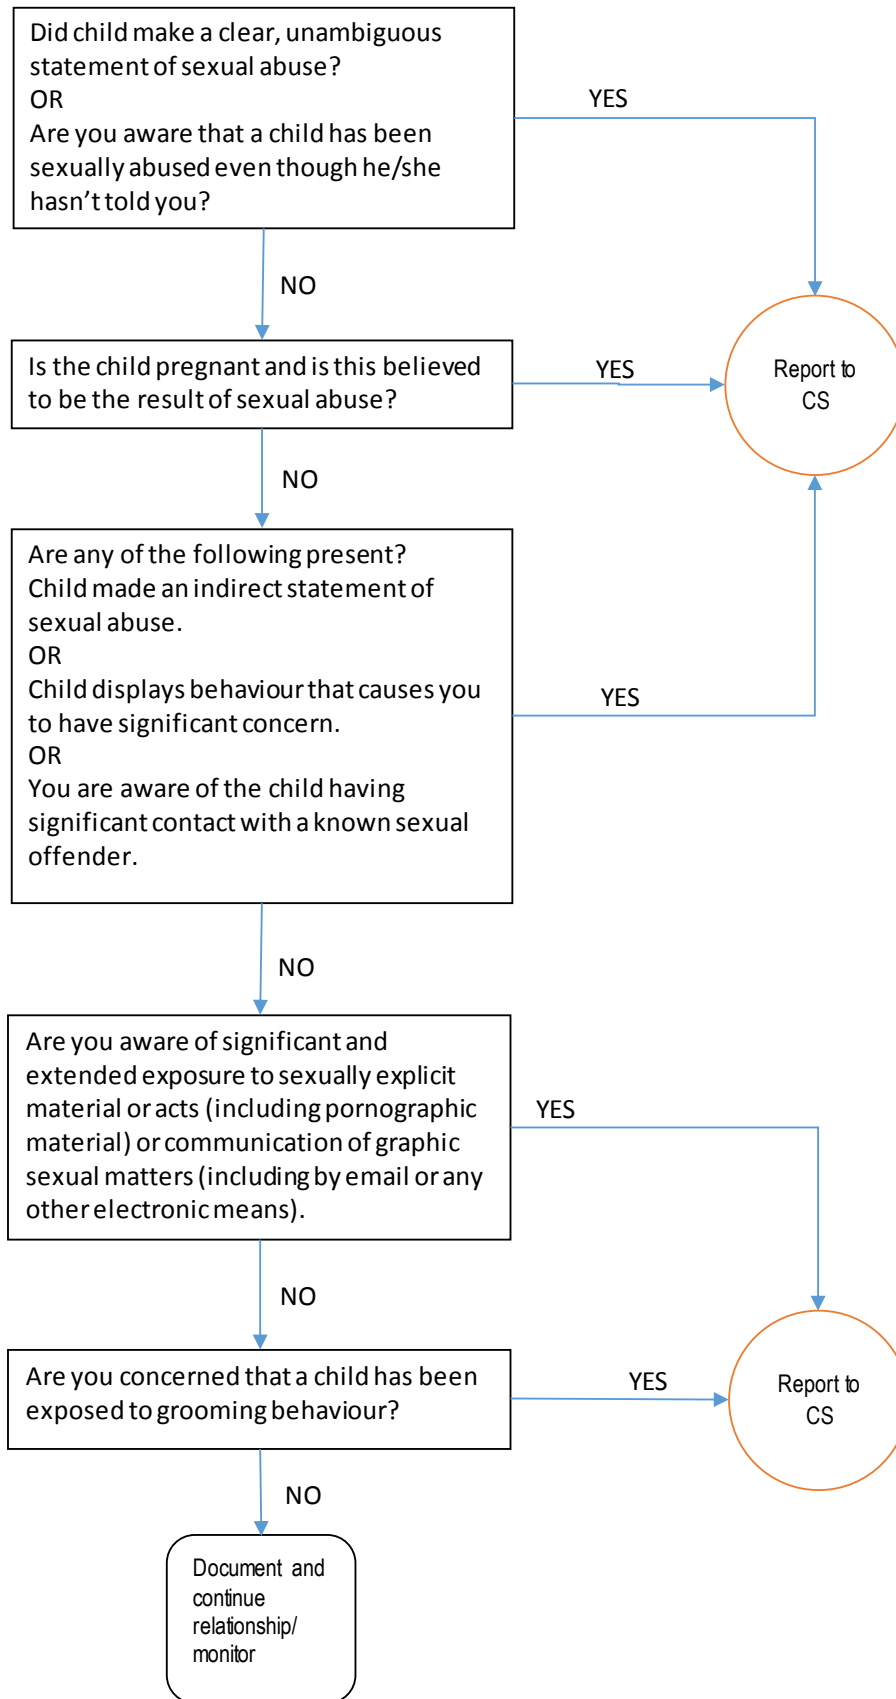 Did child make a clear, unambiguous
statement of sexual abuse?
OR
Are you aware that a child has been
sexually abused even though he/she
hasn't told you?
YES
NO
Is the child pregnant and is this believed
to be the result of sexual abuse?
YES
Report to
CS
NO
Are any of the following present?
Child made an indirect statement of
sexual abuse.
OR
Child displays behaviour that causes you
to have significant concern.
OR
You are aware of the child having
significant contact with a known sexual
offender.
YES
NO
Are you aware of significant and
extended exposure to sexually explicit
material or acts (including pornographic
material) or communication of graphic
sexual matters (including by email or any
other electronic means).
YES
NO
Are you concerned that a child has been
exposed to grooming behaviour?
YES
Report to
CS
NO
Document and
continue
relationship/
monitor